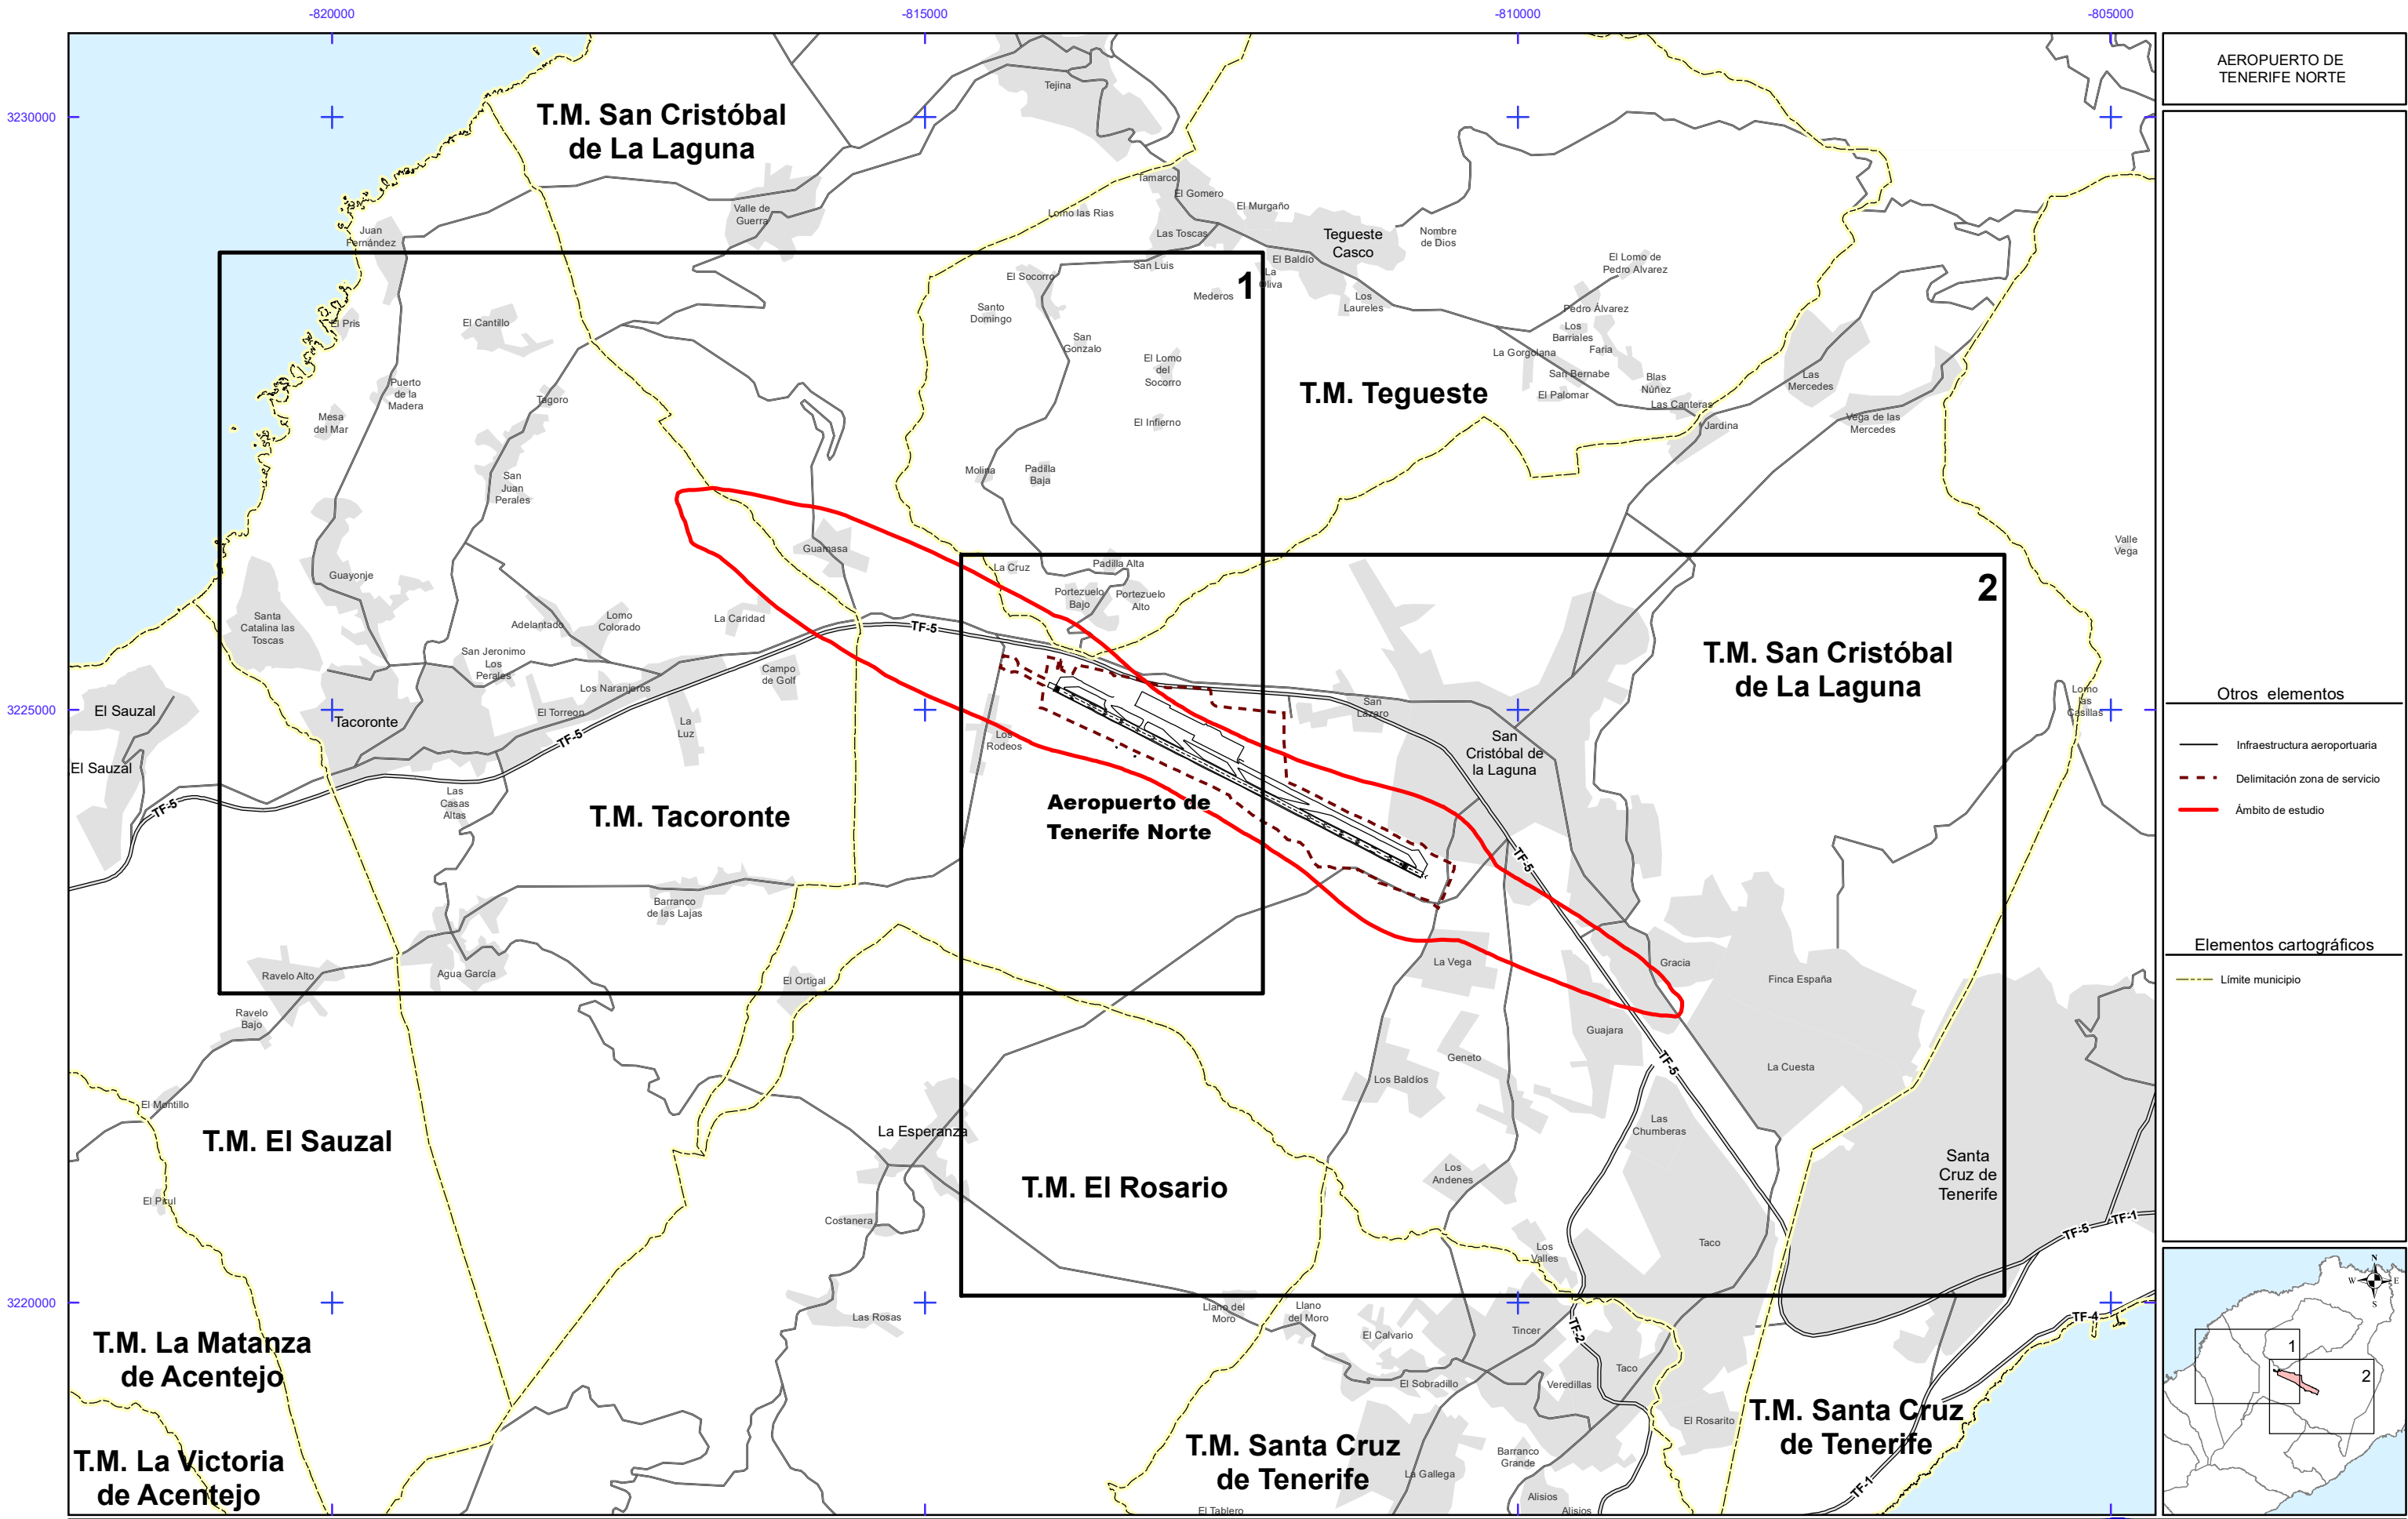 -820000
-815000
-810000
-805000
3230000
3225000
3220000
AEROPUERTO DE
TENERIFE NORTE
T.M. San Cristóbal
de La Laguna
Tejina
Tamarco
El Gomero
El Murgaño
Lomo las Rias
Las Toscas
Valle de
Guerra
Juan
Fernández
Tegueste
Casco
Nombre
de Dios
El Baldío
La
Oliva
San Luis
El Socorro
Mederos
1
Los
Laureles
El Lomo de
Pedro Alvarez
Pedro Álvarez
Los
Barriales
Faria
La Gorgolana
San Bernabe
Blas
Núñez
El Palomar
Las Canteras
Jardina
Las
Mercedes
Vega de las
Mercedes
Santo
Domingo
San
Gonzalo
El Lomo
del
Socorro
El Infierno
T.M. Tegueste
El Pris
El Cantillo
Puerto
de la
Madera
Mesa
del Mar
Tagoro
San
Juan
Perales
Molina
Padilla
Baja
Valle
Vega
Guamasa
La Cruz
Padilla Alta
Portezuelo
Bajo
Portezuelo
Alto
2
Guayonje
Santa
Catalina las
Toscas
Adelantado
Lomo
Colorado
La Caridad
TF-5
San Jeronimo
Los
Perales
Los Naranjeros
Campo
de Golf
El Torreon
La
Luz
Los
Rodeos
T.M. San Cristóbal
de La Laguna
San
Lázaro
San
Cristóbal de
la Laguna
Lomo
las
Casillas
El Sauzal
El Sauzal
Tacoronte
TF-5
TF-5
Las
Casas
Altas
T.M. Tacoronte
Aeropuerto de
Tenerife Norte
TF-5
Barranco
de las Lajas
Ravelo Alto
Agua García
El Ortigal
Ravelo
Bajo
La Vega
Gracia
Finca España
Guajara
Geneto
Los Baldíos
TF-5
La Cuesta
El Montillo
T.M. El Sauzal
La Esperanza
Las
Chumberas
Los
Andenes
T.M. El Rosario
Santa
Cruz de
Tenerife
El Pirul
Costanera
Los
Valles
Taco
TF-5
TF-1
Las Rosas
Llano del
Moro
Llano
del Moro
El Calvario
Tincer
TF-2
TF-4
T.M. La Matanza
de Acentejo
El Sobradillo
Veredillas
Taco
El Rosarito
T.M. Santa Cruz
de Tenerife
T.M. La Victoria
de Acentejo
T.M. Santa Cruz
de Tenerife
La Gallega
Barranco
Grande
Alisios
Alisios
El Tablero
TF-1
Otros elementos
Infraestructura aeroportuaria
Delimitación zona de servicio
Ámbito de estudio
Elementos cartográficos
Límite municipio
N
W
E
S
1
2